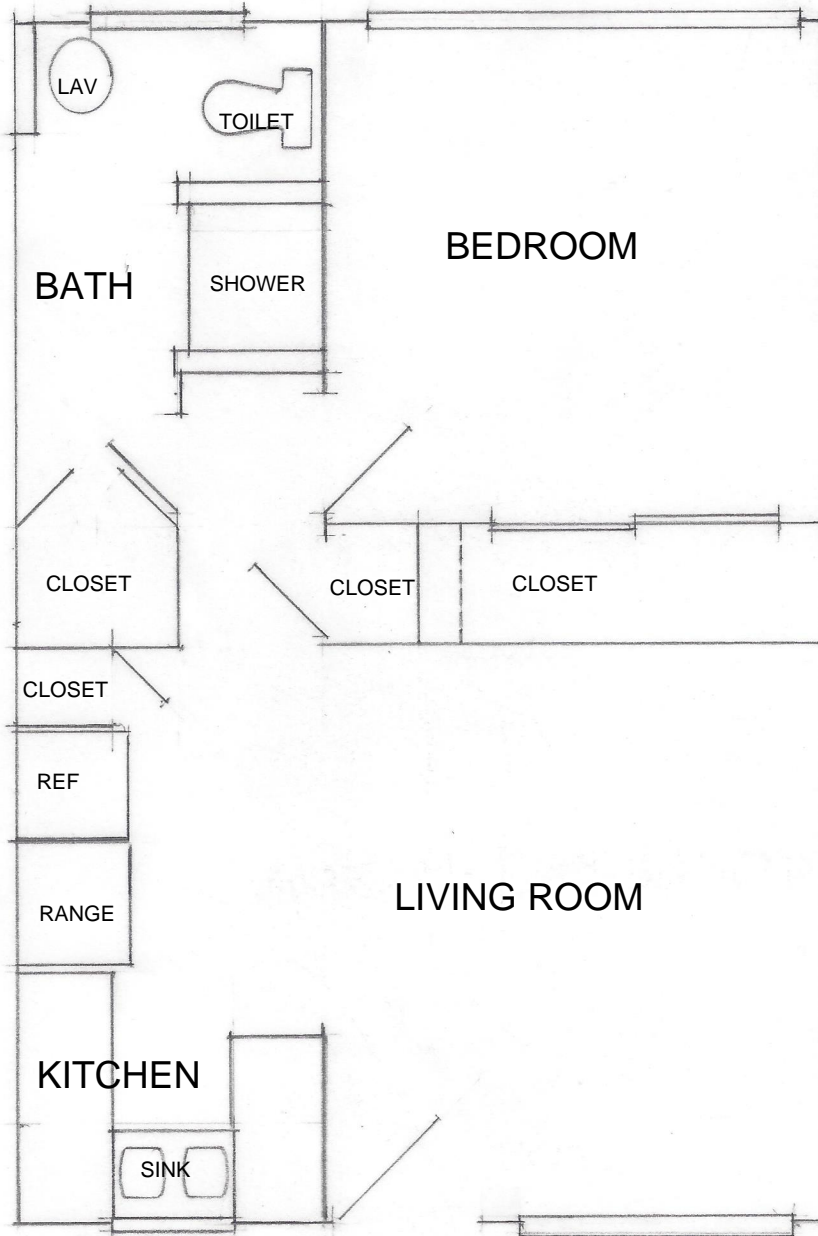 LAV
TOILET
BEDROOM
BATH
SHOWER
CLOSET
CLOSET
CLOSET
CLOSET
REF
LIVING ROOM
RANGE
KITCHEN
SINK